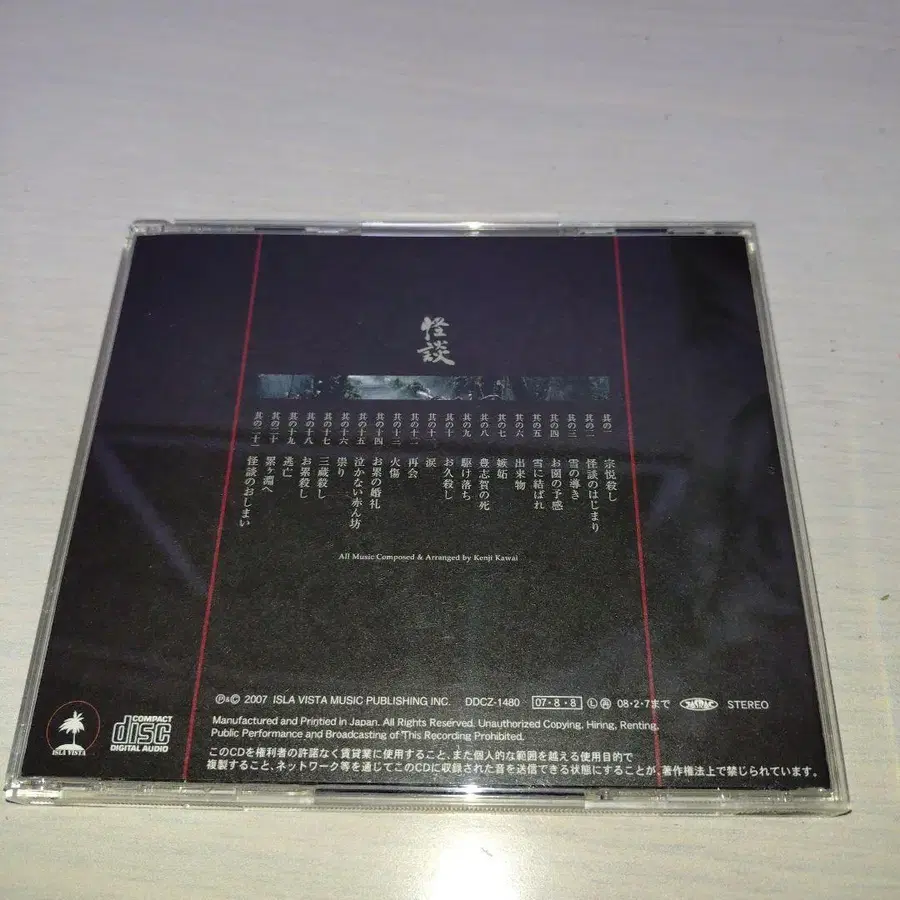 怪談
其の一 宗悦殺し
其の二 怪談のはじまり
其の三 雪の導き
其の四 お園の予感
其の五 雪に結ばれ
其の六 出来物
其の七 嫉妬
其の八 豊志賀の死
其の九 駆け落ち
其の十 お久殺し
其の十一 涙
其の十二 再会
其の十三 火傷
其の十四 お累の婚礼
其の十五 泣かない赤ん坊
其の十六 祟り
其の十七 三蔵殺し
其の十八 お累殺し
其の十九 逃亡
其の二十 累ヶ淵へ
其の二十一 怪談のおしまい
All Music Composed & Arranged by Kenji Kawai
℗&© 2007 ISLA VISTA MUSIC PUBLISHING INC. DDCZ-1480 07・8・8 Ⓛ㋐ 08・2・7まで JASRAC STEREO
Manufactured and Printied in Japan. All Rights Reserved. Unauthorized Copying, Hiring, Renting,
Public Performance and Broadcasting of This Recording Prohibited.
このCDを権利者の許諾なく賃貸業に使用すること、また個人的な範囲を越える使用目的で
複製すること、ネットワーク等を通じてこのCDに収録された音を送信できる状態にすることが、著作権法上で禁じられています。
ISLA VISTA
COMPACT
disc
DIGITAL AUDIO